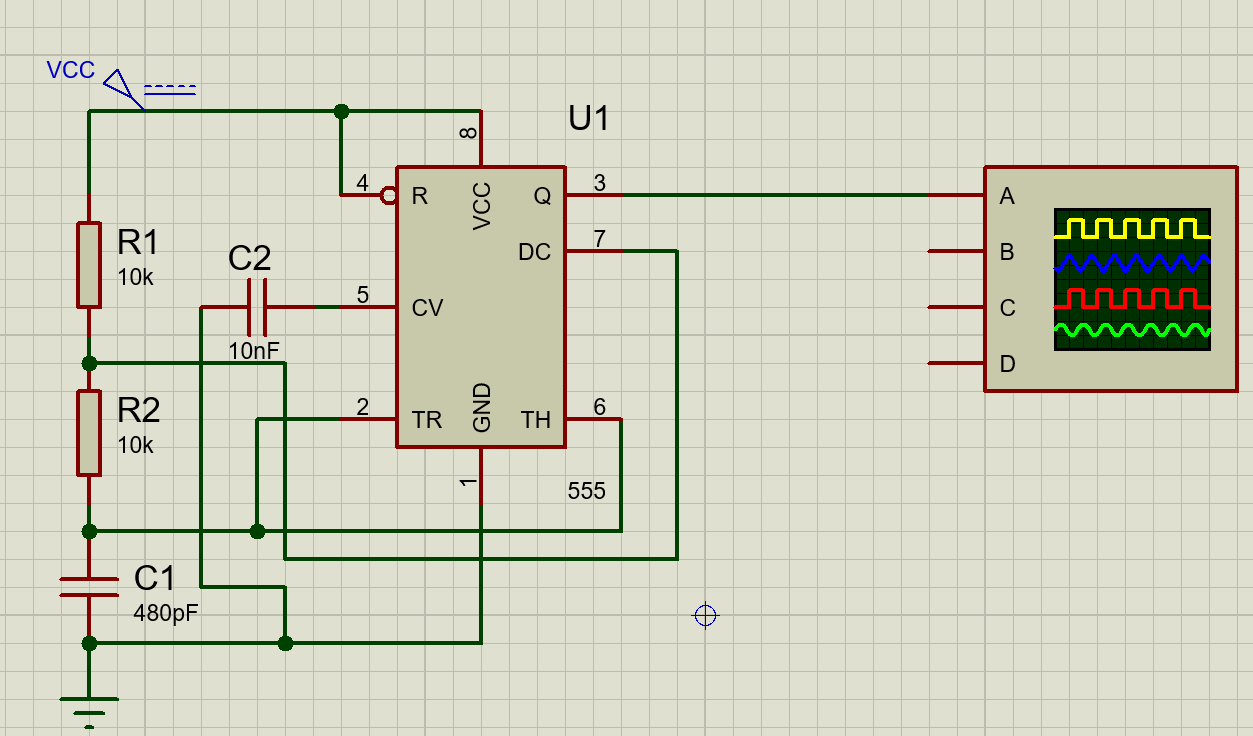 VCC
U1
8
4
R
VCC
Q
3
A
R1
10k
C2
DC
7
B
5
CV
C
10nF
D
R2
10k
2
TR
GND
TH
6
1
555
C1
480pF